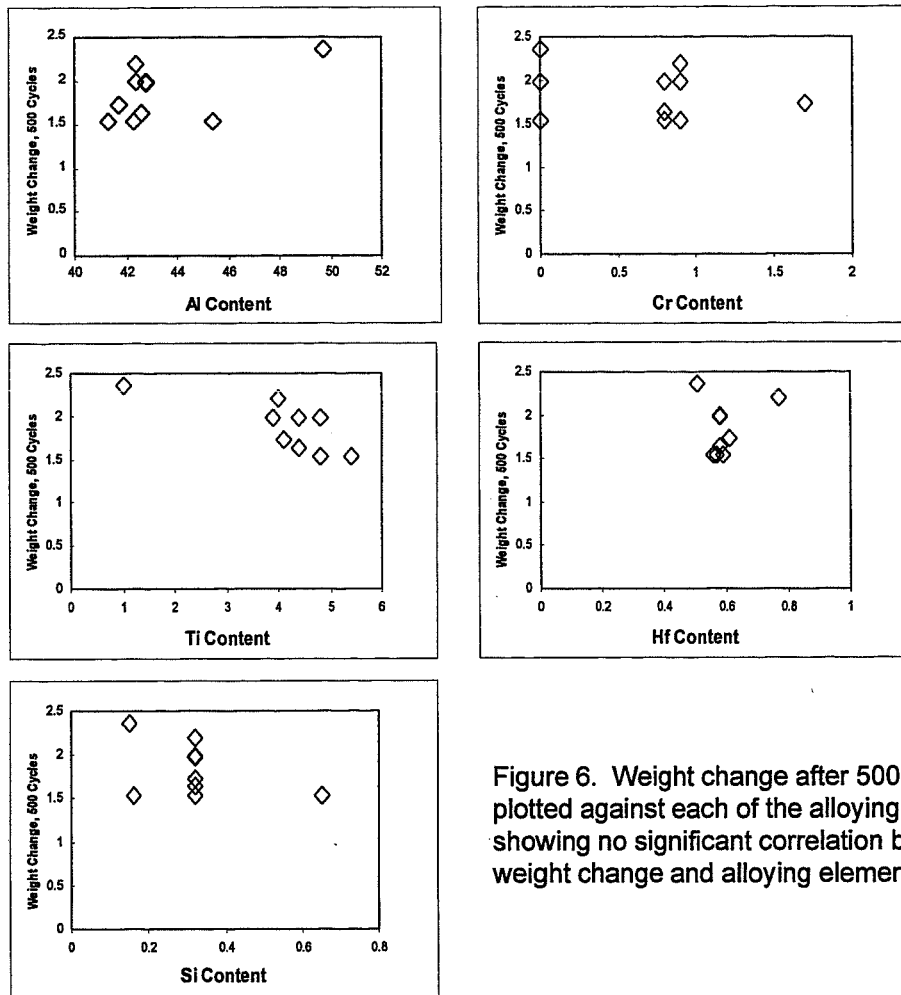 2.5
2
1.5
1
0.5
0
Weight Change, 500 Cycles
40 42 44 46 48 50 52
Al Content
2.5
2
1.5
1
0.5
0
Weight Change, 500 Cycles
0 0.5 1 1.5 2
Cr Content
2.5
2
1.5
1
0.5
0
Weight Change, 500 Cycles
0 1 2 3 4 5 6
Ti Content
2.5
2
1.5
1
0.5
0
Weight Change, 500 Cycles
0 0.2 0.4 0.6 0.8 1
Hf Content
2.5
2
1.5
1
0.5
0
Weight Change, 500 Cycles
0 0.2 0.4 0.6 0.8
Si Content
Figure 6. Weight change after 500
plotted against each of the alloying
showing no significant correlation b
weight change and alloying elemer